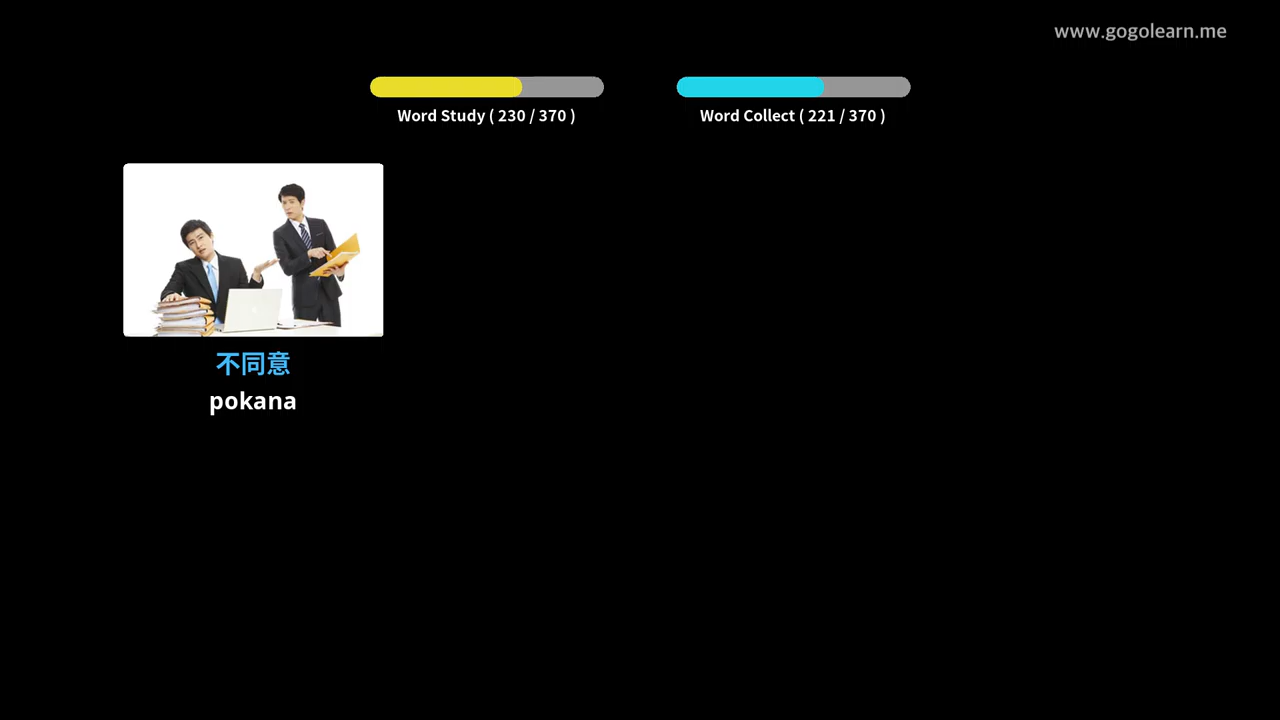 www.gogolearn.me
Word Study ( 230 / 370 )
Word Collect ( 221 / 370 )
不同意
pokana